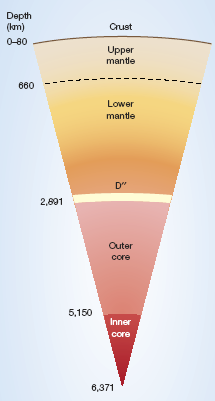 Depth
(km)
Crust
0–80
Upper
mantle
660
Lower
mantle
D″
2,891
Outer
core
5,150
Inner
core
6,371